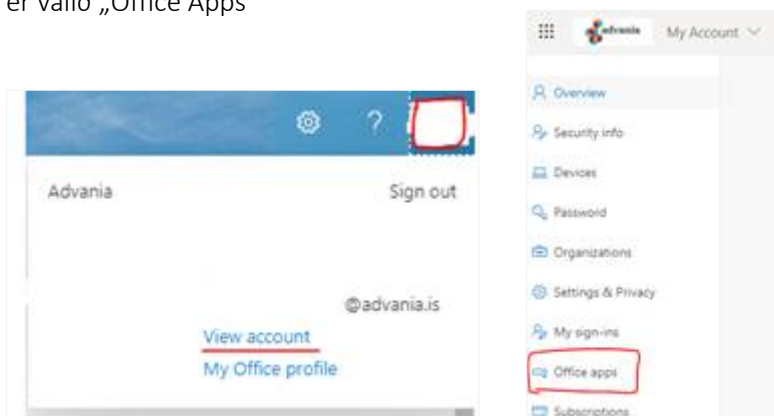 er valið „Office Apps“
?
Advania
Sign out
@advania.is
View account
My Office profile
advania
My Account
Overview
Security info
Devices
Password
Organizations
Settings & Privacy
My sign-ins
Office apps
Subscriptions